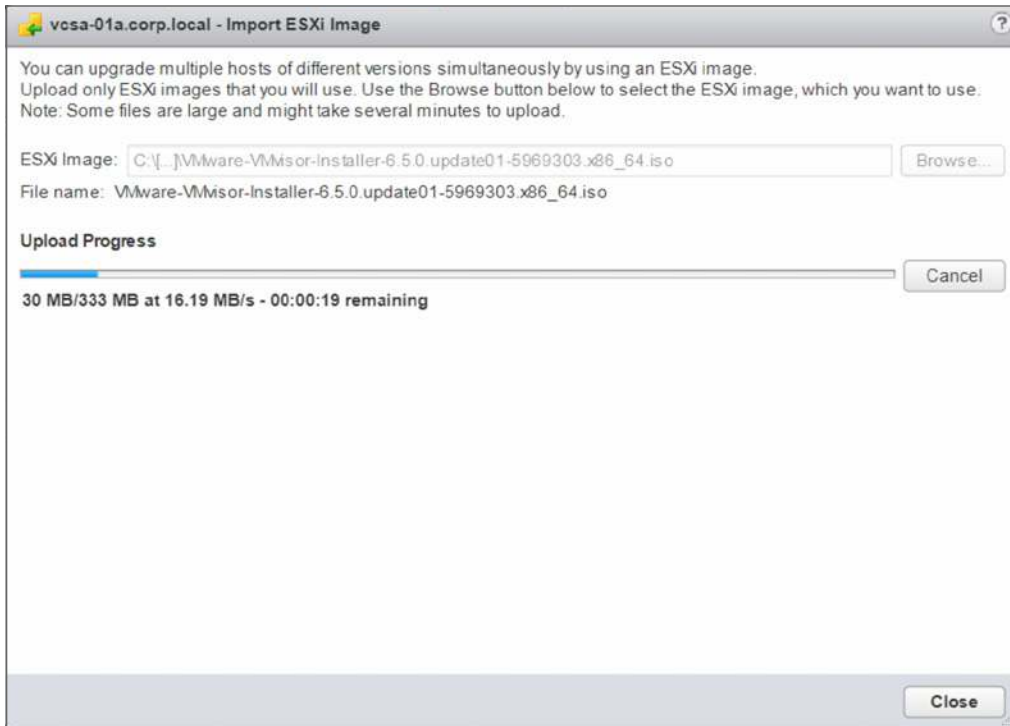 vcsa-01a.corp.local - Import ESXi Image
?
You can upgrade multiple hosts of different versions simultaneously by using an ESXi image.
Upload only ESXi images that you will use. Use the Browse button below to select the ESXi image, which you want to use.
Note: Some files are large and might take several minutes to upload.
ESXi Image: C:\[...]\VMware-VMvisor-Installer-6.5.0.update01-5969303.x86_64.iso Browse...
File name: VMware-VMvisor-Installer-6.5.0.update01-5969303.x86_64.iso
Upload Progress
Cancel
30 MB/333 MB at 16.19 MB/s - 00:00:19 remaining
Close